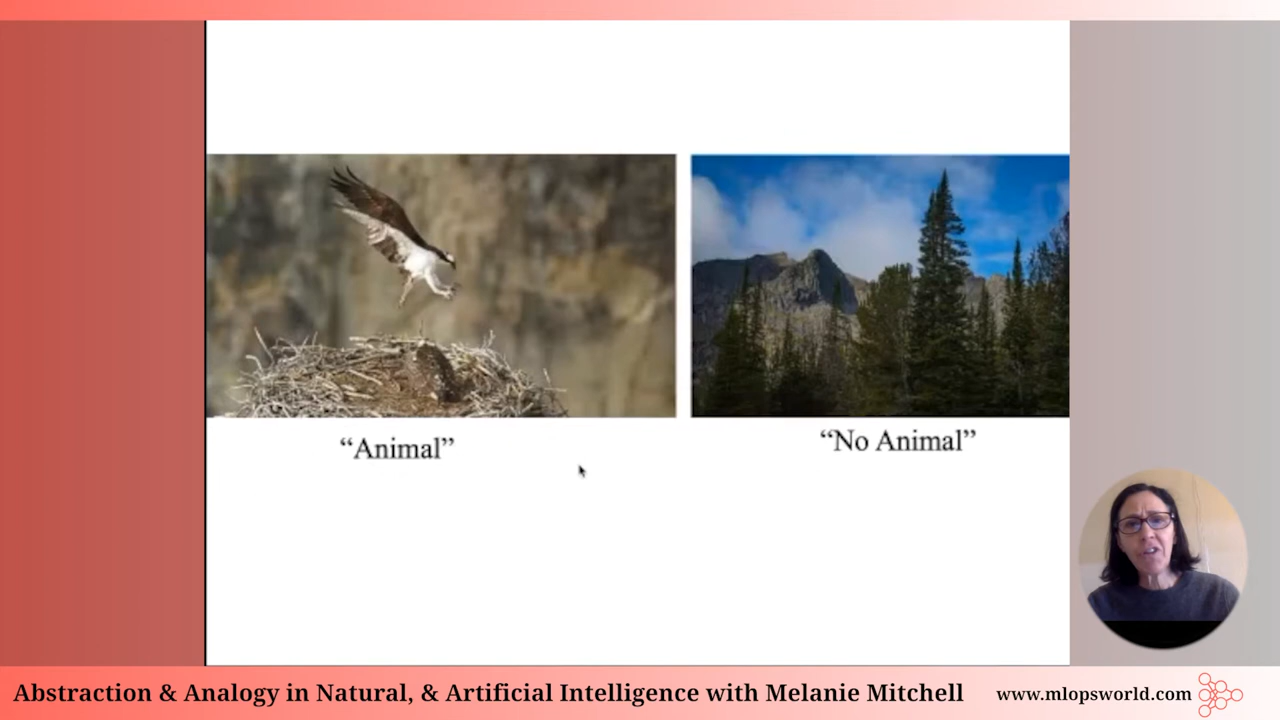 “Animal”
“No Animal”
Abstraction & Analogy in Natural, & Artificial Intelligence with Melanie Mitchell
www.mlopsworld.com